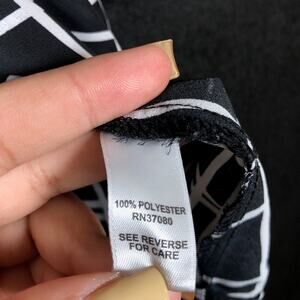 100% POLYESTER
RN37080
SEE REVERSE
FOR CARE